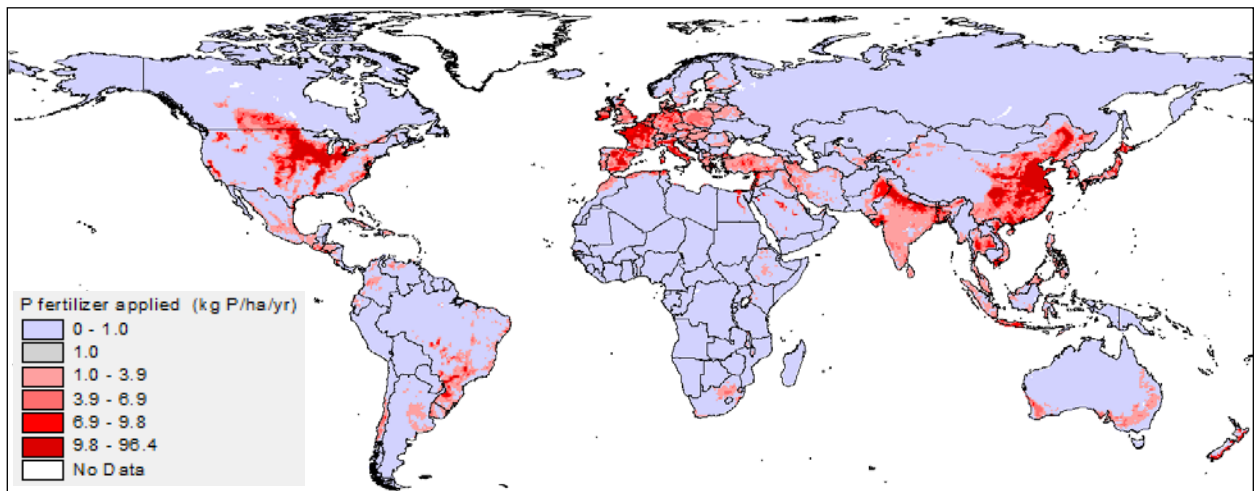 P fertilizer applied (kg P/ha/yr)
0 - 1.0
1.0
1.0 - 3.9
3.9 - 6.9
6.9 - 9.8
9.8 - 96.4
No Data